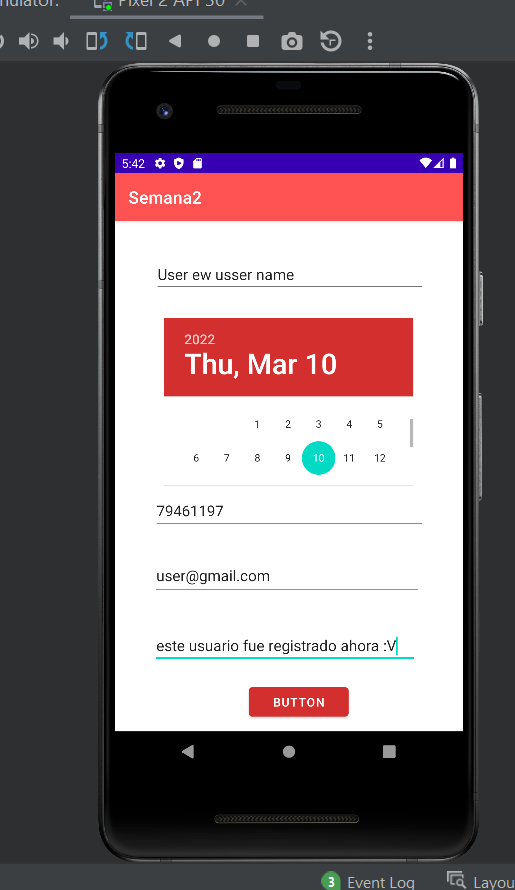 Pixel 2 API 30
5:42
Semana2
User ew usser name
2022
Thu, Mar 10
1 2 3 4 5
6 7 8 9 10 11 12
79461197
user@gmail.com
este usuario fue registrado ahora :V
BUTTON
3 Event Log